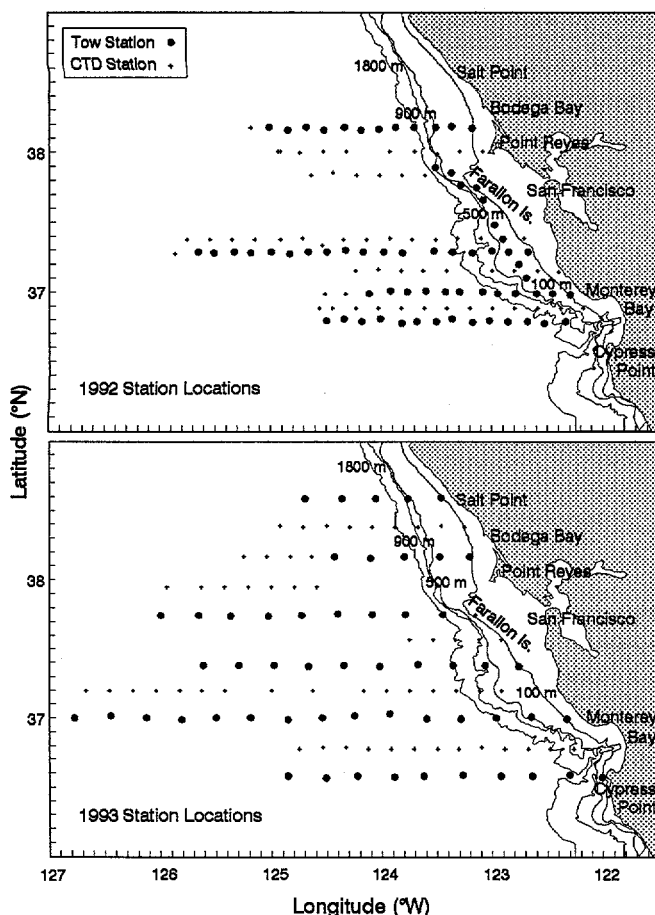 Tow Station
CTD Station
1800 m
Salt Point
900 m
Bodega Bay
Point Reyes
38
Farallon Is.
San Francisco
500 m
100 m
37
Monterey
Bay
Cypress
Point
1992 Station Locations
Latitude (°N)
1800 m
Salt Point
900 m
Bodega Bay
500 m
Point Reyes
38
Farallon Is.
San Francisco
100 m
37
Monterey
Bay
Cypress
Point
1993 Station Locations
127 126 125 124 123 122
Longitude (°W)